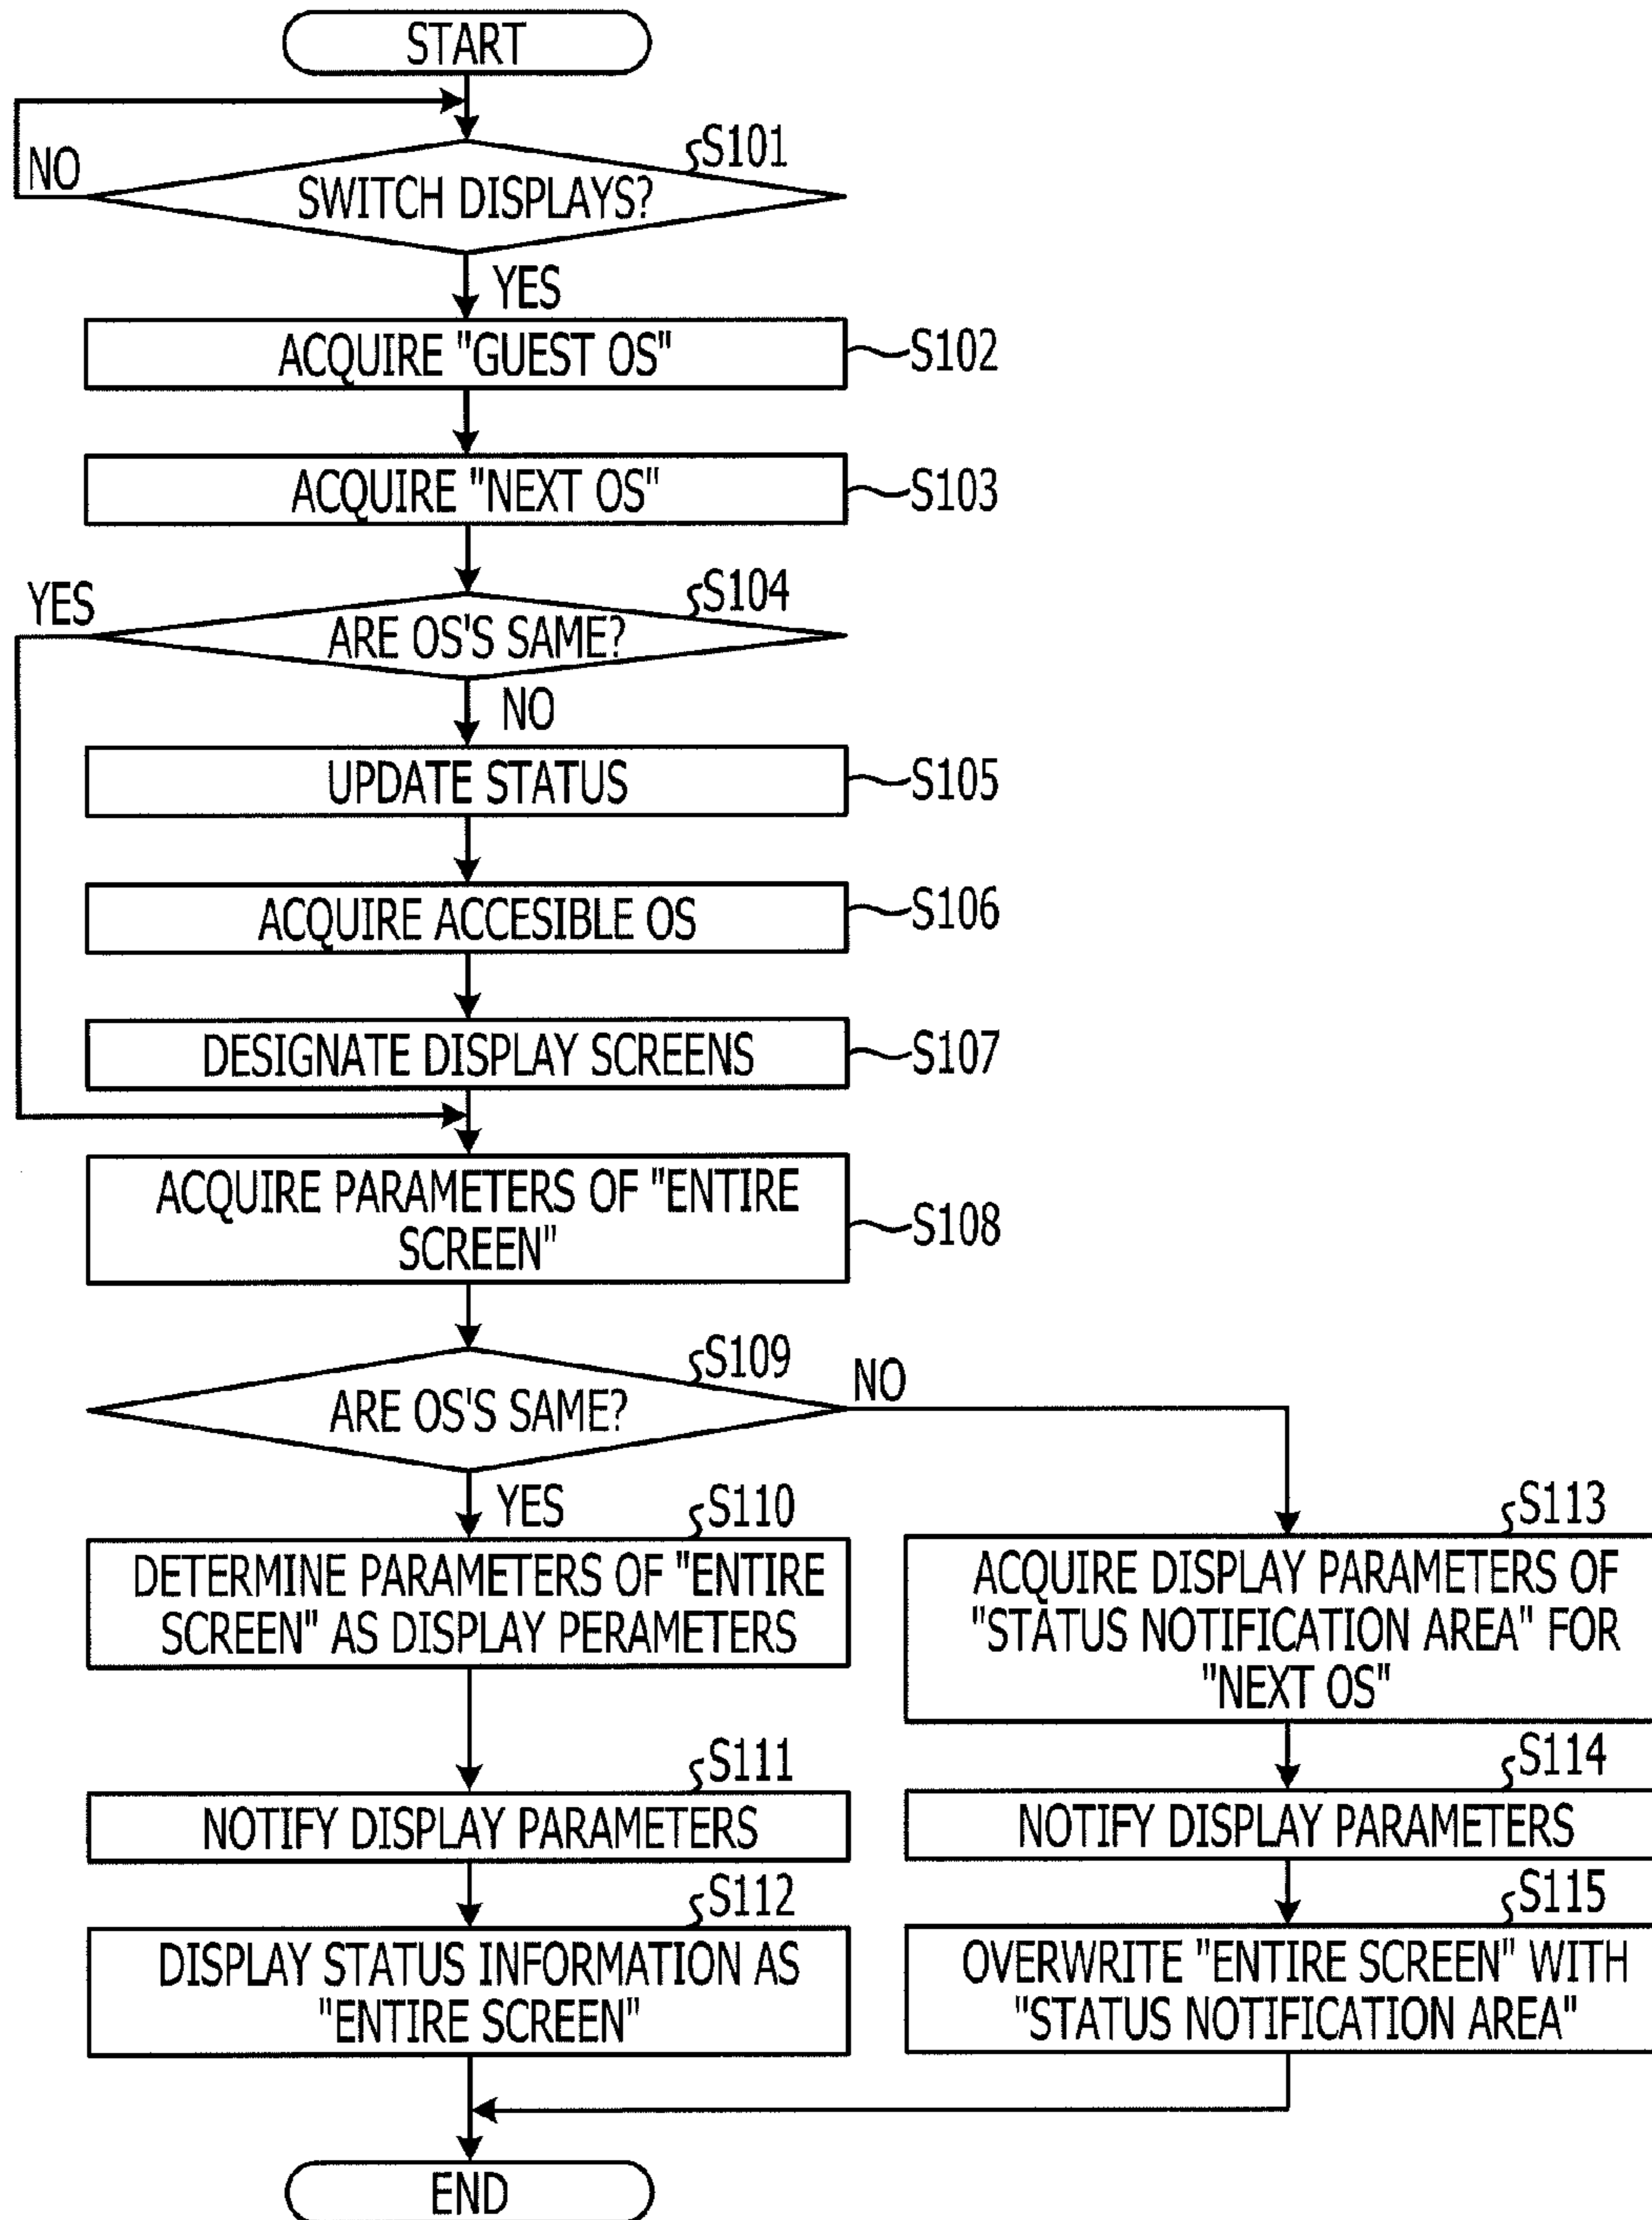 START
S101
NO
SWITCH DISPLAYS?
YES
ACQUIRE "GUEST OS"
S102
ACQUIRE "NEXT OS"
S103
YES
S104
ARE OS'S SAME?
NO
UPDATE STATUS
S105
ACQUIRE ACCESIBLE OS
S106
DESIGNATE DISPLAY SCREENS
S107
ACQUIRE PARAMETERS OF "ENTIRE
SCREEN"
S108
S109
ARE OS'S SAME?
NO
YES
S110
DETERMINE PARAMETERS OF "ENTIRE
SCREEN" AS DISPLAY PERAMETERS
S111
NOTIFY DISPLAY PARAMETERS
S112
DISPLAY STATUS INFORMATION AS
"ENTIRE SCREEN"
S113
ACQUIRE DISPLAY PARAMETERS OF
"STATUS NOTIFICATION AREA" FOR
"NEXT OS"
S114
NOTIFY DISPLAY PARAMETERS
S115
OVERWRITE "ENTIRE SCREEN" WITH
"STATUS NOTIFICATION AREA"
END